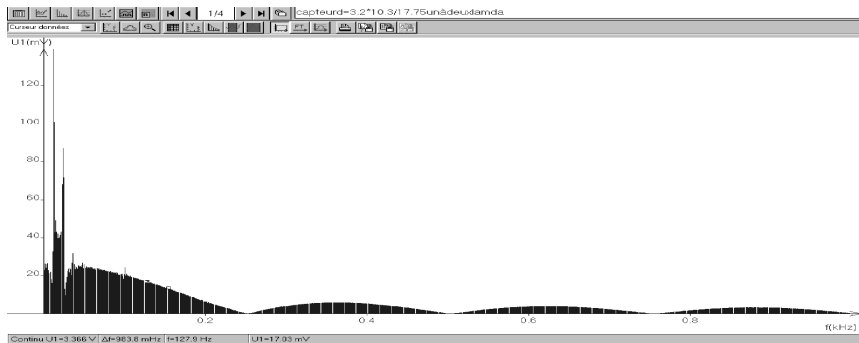 1/4 capteurd=3.2*10.3/17.75unàdeuxlamda
Curseur données
U1(mV)
120
100
80
60
40
20
0.2 0.4 0.6 0.8
f(kHz)
Continu U1=3.366 V Δf=983.8 mHz f=127.9 Hz U1=17.03 mV